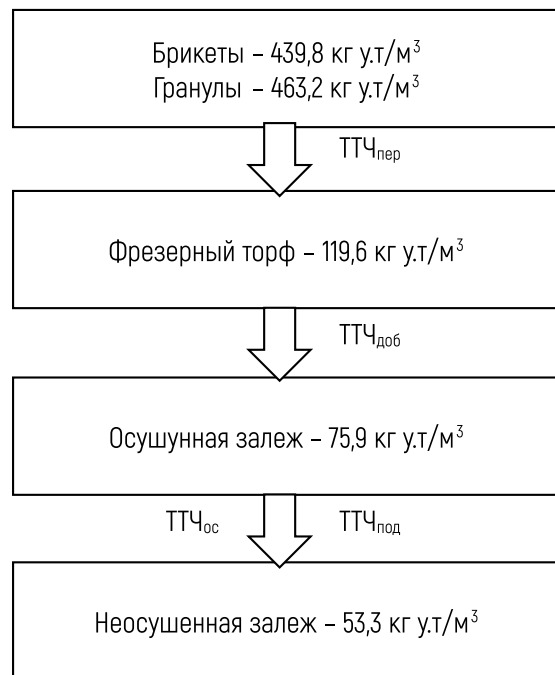 Брикеты – 439,8 кг у.т/м³
Гранулы – 463,2 кг у.т/м³
ТТЧпер
Фрезерный торф – 119,6 кг у.т/м³
ТТЧдоб
Осушунная залеж – 75,9 кг у.т/м³
ТТЧос ТТЧпод
Неосушенная залеж – 53,3 кг у.т/м³